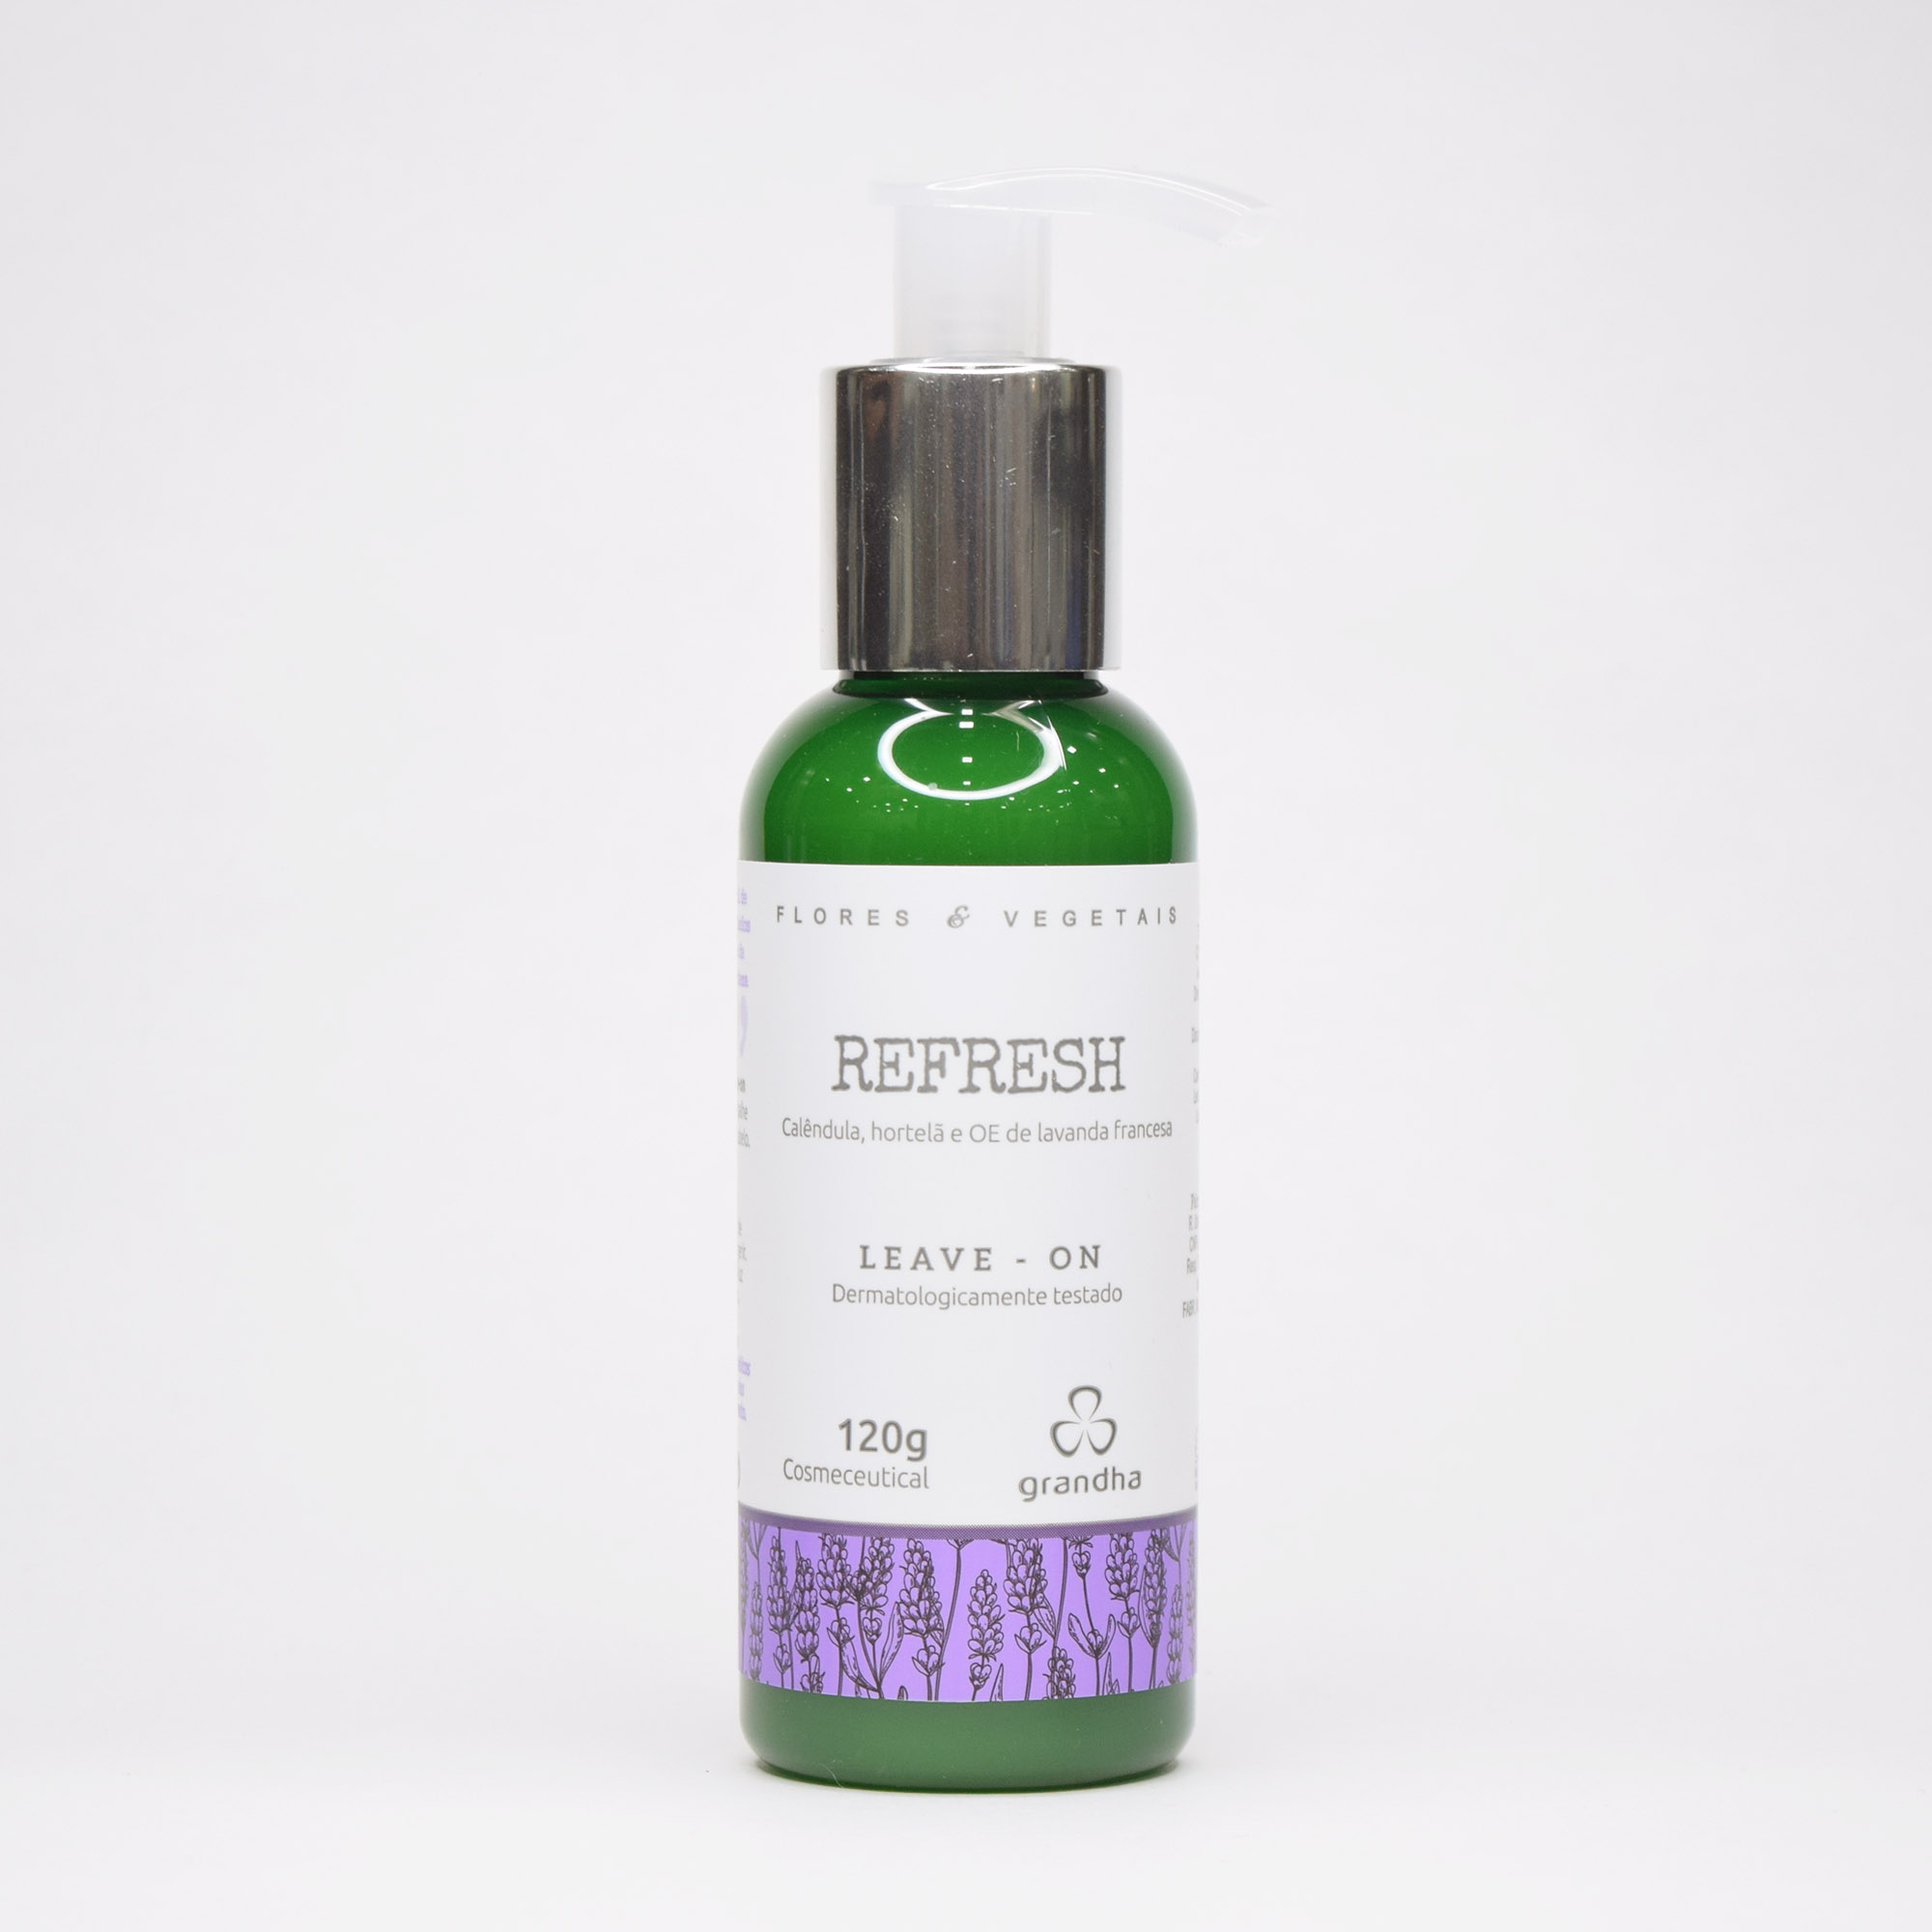 FLORES & VEGETAIS
REFRESH
Calêndula, hortelã e OE de lavanda francesa
LEAVE - ON
Dermatologicamente testado
120g
Cosmeceutical
grandha